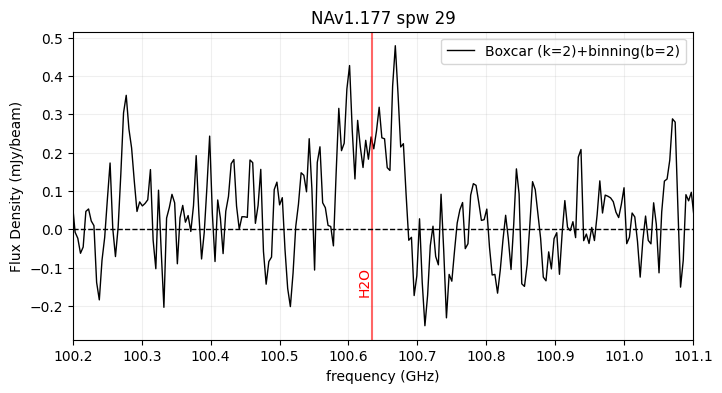 NAv1.177 spw 29
Boxcar (k=2)+binning(b=2)
Flux Density (mJy/beam)
0.5
0.4
0.3
0.2
0.1
0.0
−0.1
−0.2
H2O
100.2 100.3 100.4 100.5 100.6 100.7 100.8 100.9 101.0 101.1
frequency (GHz)